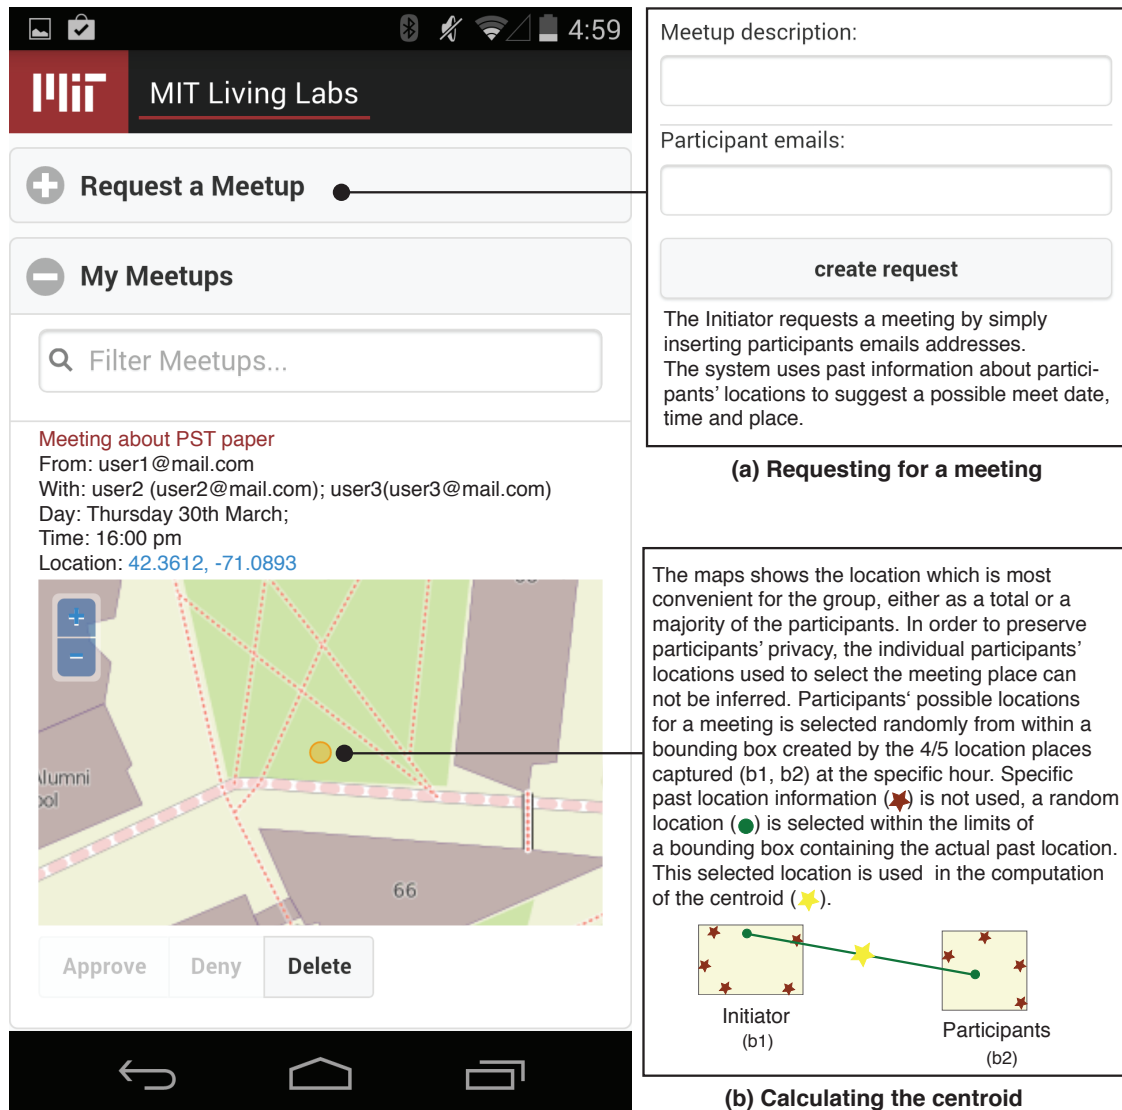 4:59
MIT Living Labs
Request a Meetup
My Meetups
Filter Meetups...
Meeting about PST paper
From: user1@mail.com
With: user2 (user2@mail.com); user3(user3@mail.com)
Day: Thursday 30th March;
Time: 16:00 pm
Location: 42.3612, -71.0893
+
−
lumni
ol
66
Approve
Deny
Delete
Meetup description:
Participant emails:
create request
The Initiator requests a meeting by simply
inserting participants emails addresses.
The system uses past information about partici-
pants' locations to suggest a possible meet date,
time and place.
(a) Requesting for a meeting
The maps shows the location which is most
convenient for the group, either as a total or a
majority of the participants. In order to preserve
participants' privacy, the individual participants'
locations used to select the meeting place can
not be inferred. Participants‘ possible locations
for a meeting is selected randomly from within a
bounding box created by the 4/5 location places
captured (b1, b2) at the specific hour. Specific
past location information ( ) is not used, a random
location ( ) is selected within the limits of
a bounding box containing the actual past location.
This selected location is used in the computation
of the centroid ( ).
Initiator
(b1)
Participants
(b2)
(b) Calculating the centroid